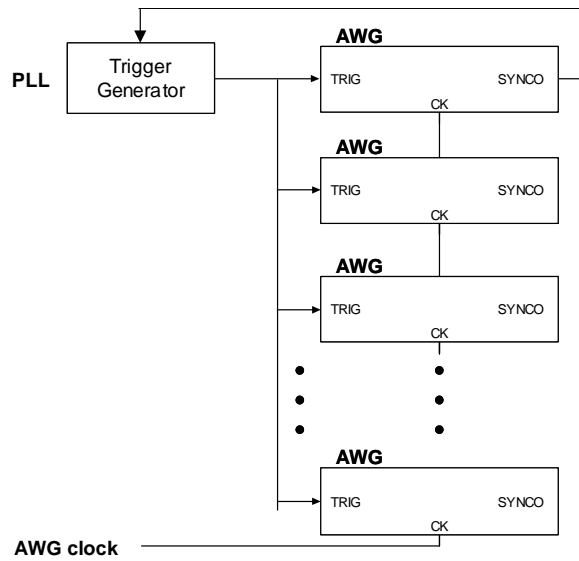 AWG
PLL
Trigger
Generator
TRIG
SYNCO
CK
AWG
TRIG
SYNCO
CK
AWG
TRIG
SYNCO
CK
AWG
TRIG
SYNCO
CK
AWG clock